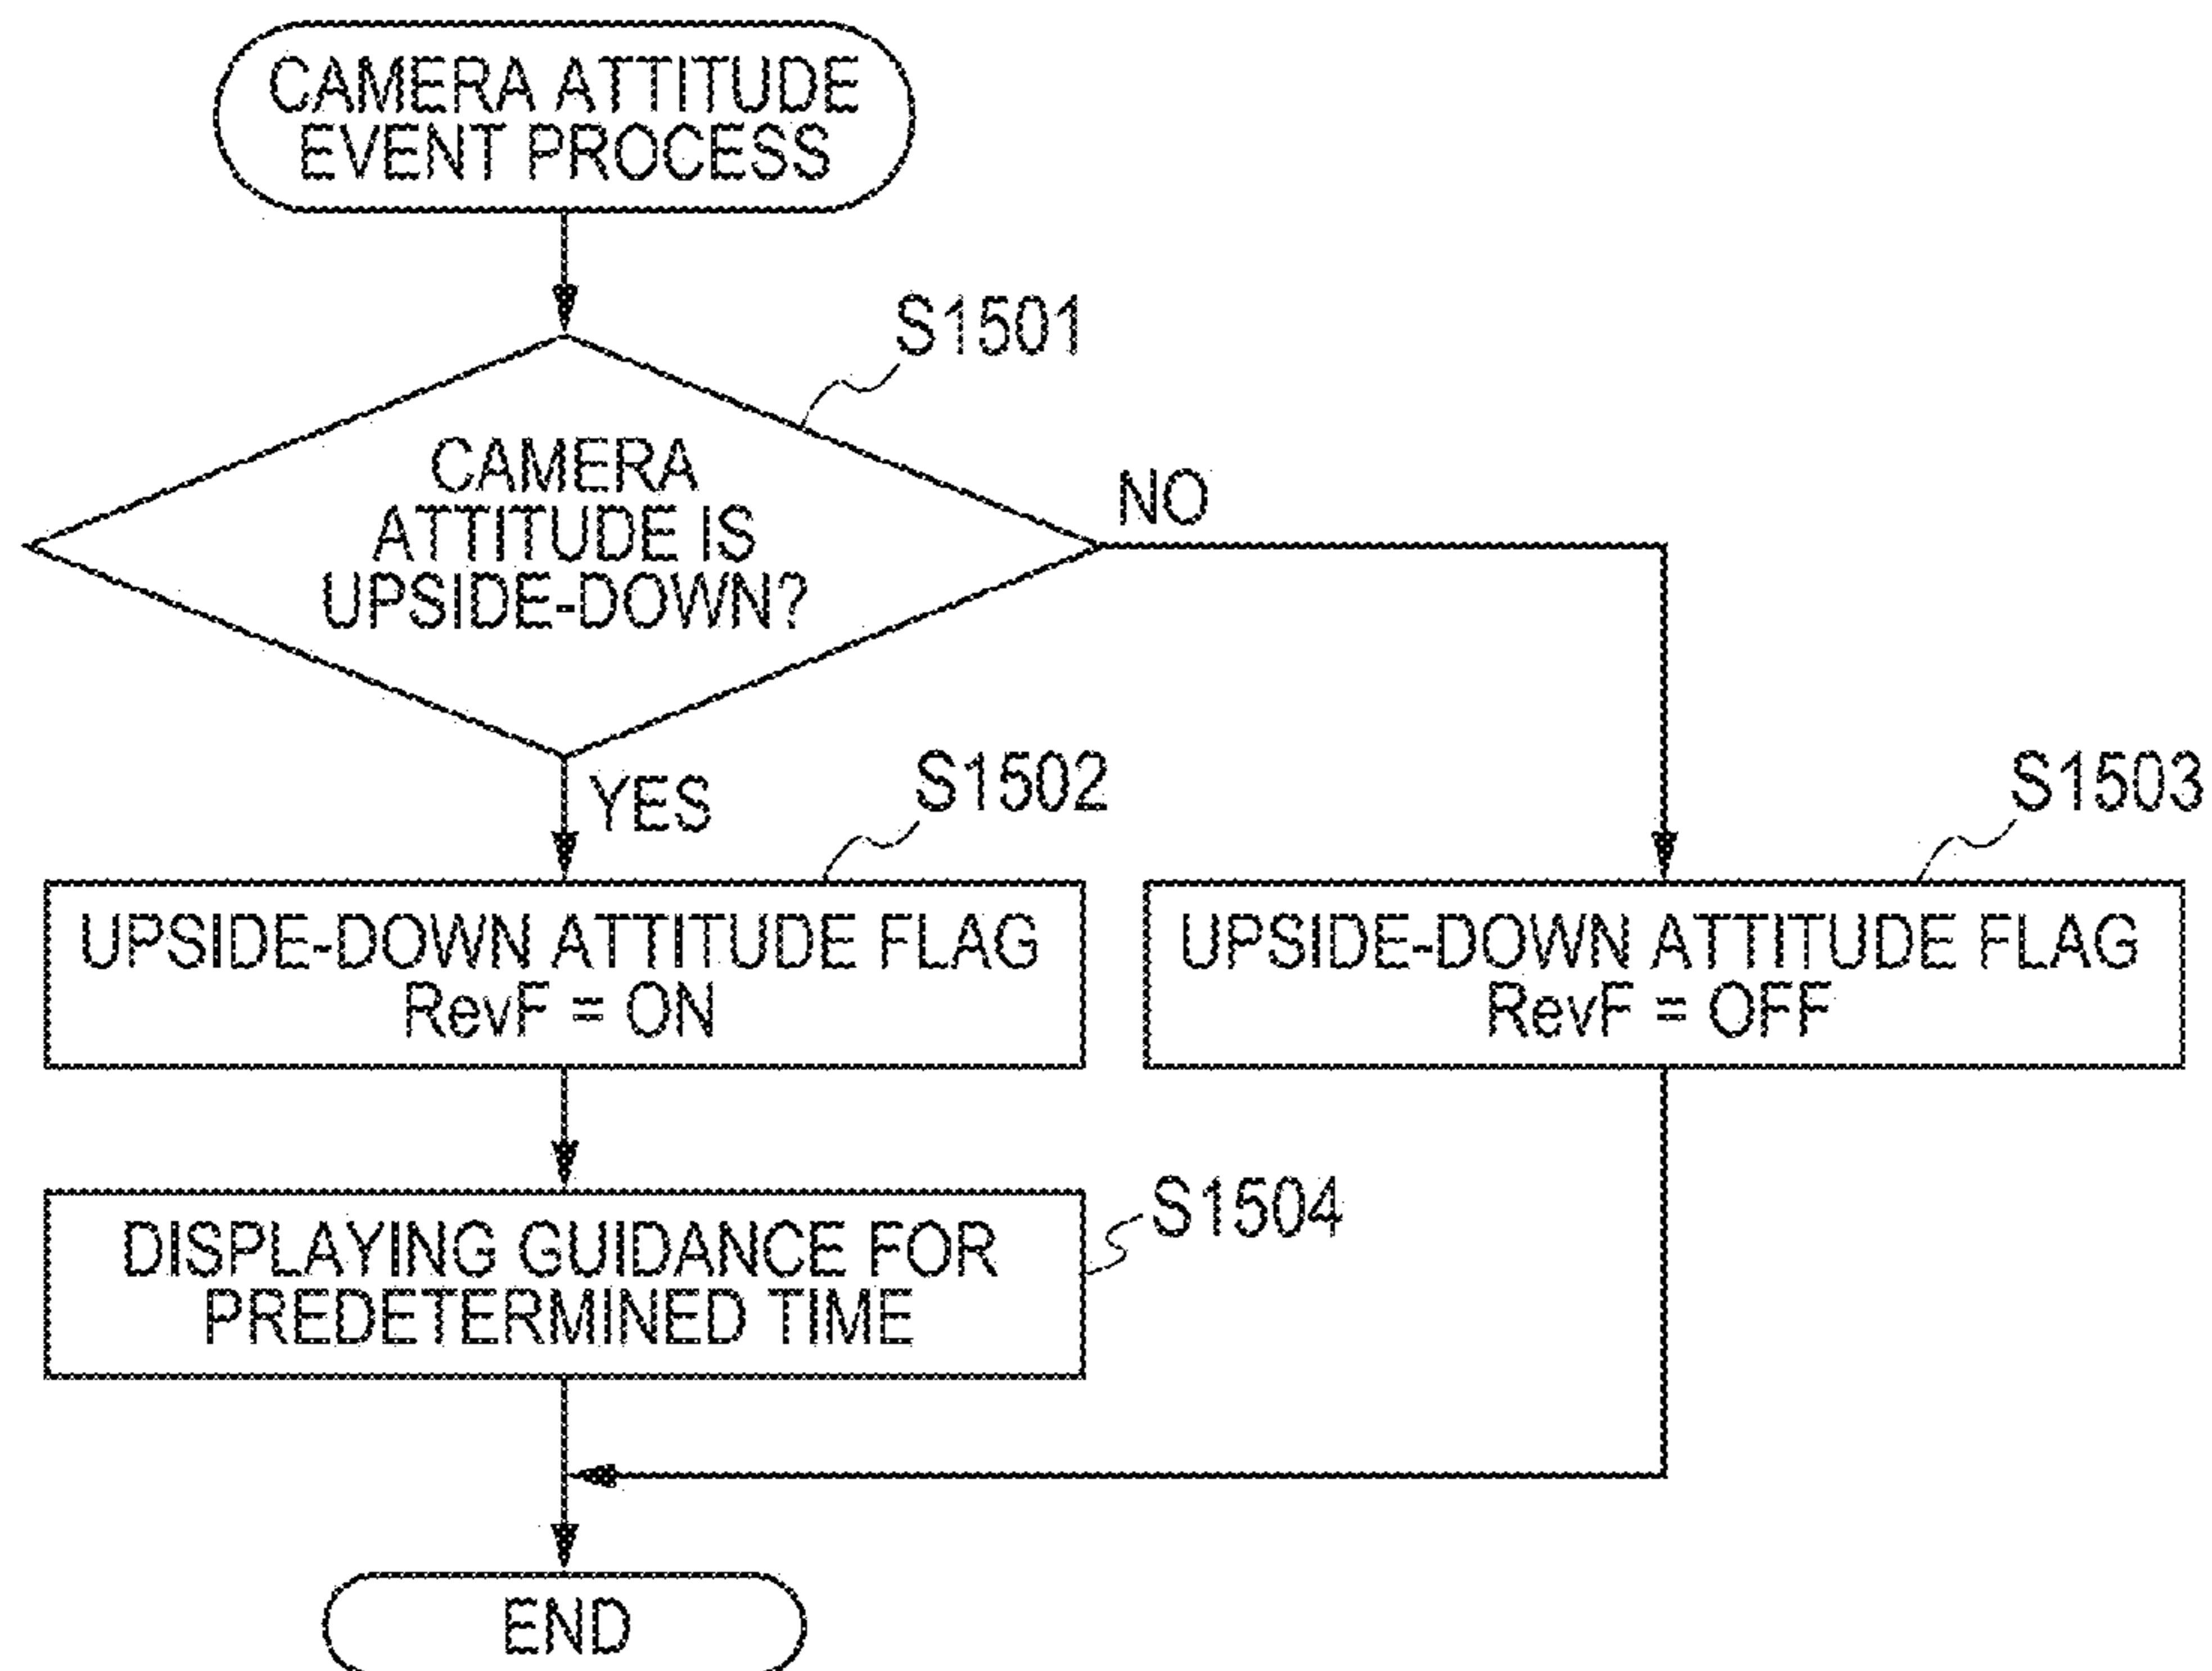 CAMERA ATTITUDE
EVENT PROCESS
S1501
CAMERA
ATTITUDE IS
UPSIDE-DOWN?
NO
YES
S1502
S1503
UPSIDE-DOWN ATTITUDE FLAG
RevF = ON
UPSIDE-DOWN ATTITUDE FLAG
RevF = OFF
DISPLAYING GUIDANCE FOR
PREDETERMINED TIME
S1504
END